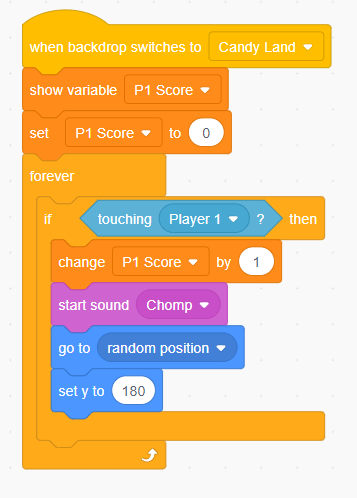 when backdrop switches to Candy Land
show variable P1 Score
set P1 Score to 0
forever
if touching Player 1 ? then
change P1 Score by 1
start sound Chomp
go to random position
set y to 180